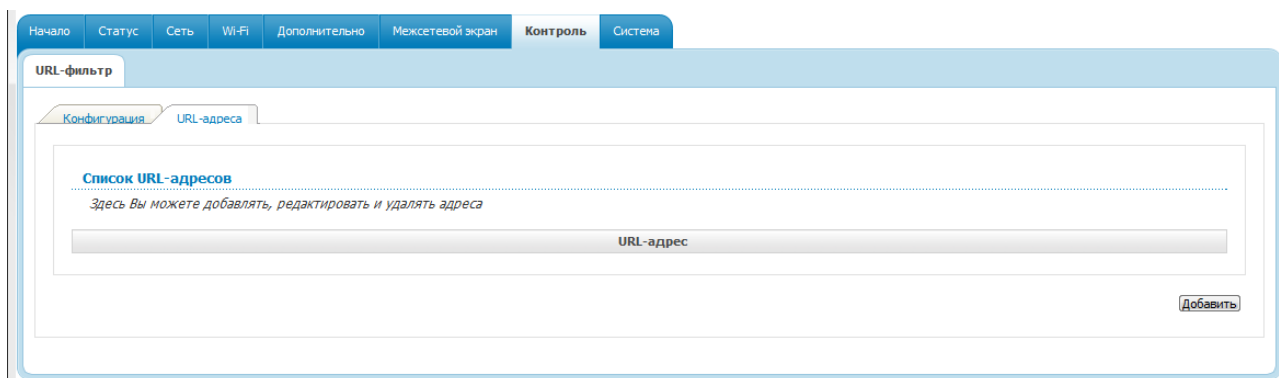 Начало Статус Сеть Wi-Fi Дополнительно Межсетевой экран Контроль Система
URL-фильтр
Конфигурация URL-адреса
Список URL-адресов
Здесь Вы можете добавлять, редактировать и удалять адреса
URL-адрес
Добавить